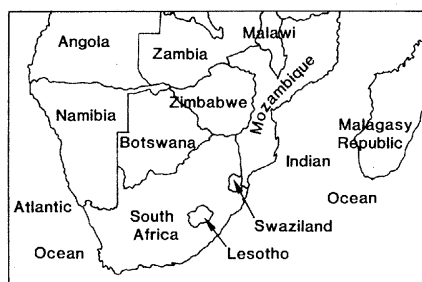 Angola
Zambia
Malawi
Namibia
Zimbabwe
Mozambique
Malagasy
Republic
Botswana
Indian
Ocean
Atlantic
Ocean
South
Africa
Swaziland
Lesotho